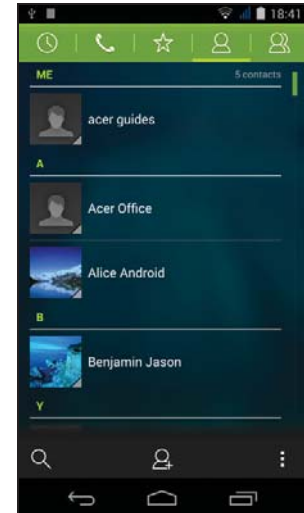 18:41
ME 5 contacts
acer guides
A
Acer Office
Alice Android
B
Benjamin Jason
Y